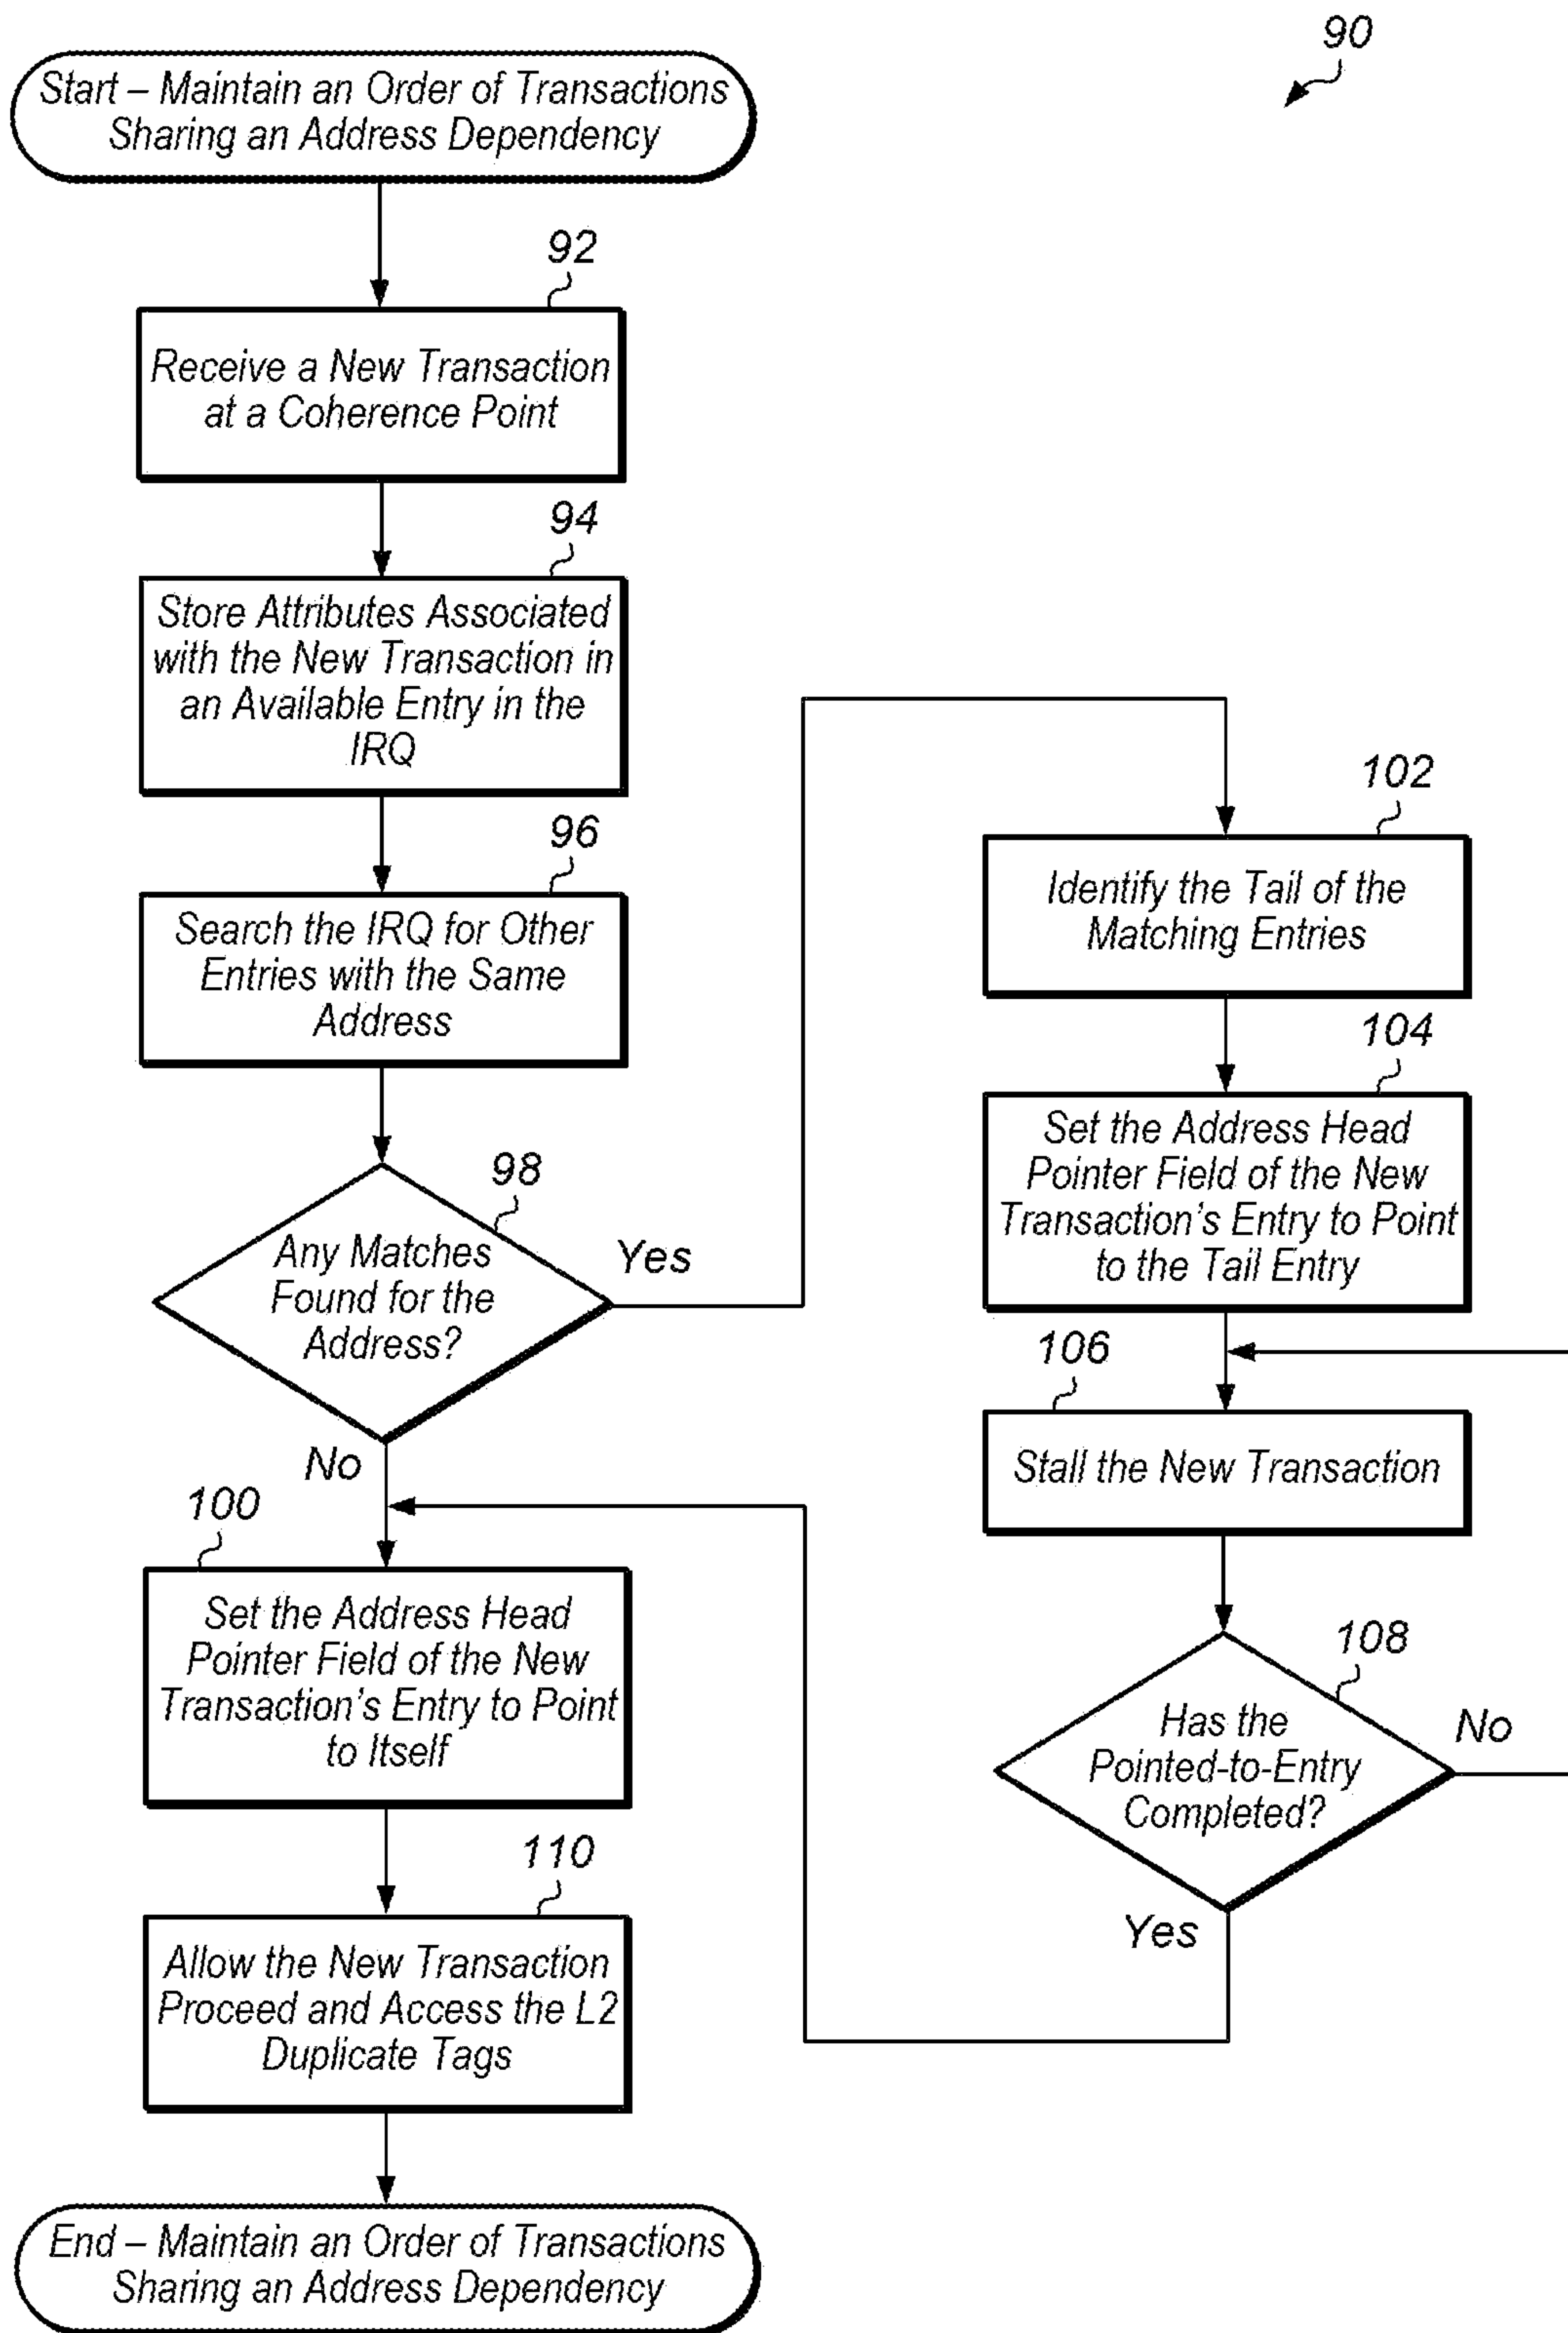 90
Start – Maintain an Order of Transactions
Sharing an Address Dependency
92
Receive a New Transaction
at a Coherence Point
94
Store Attributes Associated
with the New Transaction in
an Available Entry in the
IRQ
96
Search the IRQ for Other
Entries with the Same
Address
98
Any Matches
Found for the
Address?
Yes
No
102
Identify the Tail of the
Matching Entries
104
Set the Address Head
Pointer Field of the New
Transaction's Entry to Point
to the Tail Entry
106
Stall the New Transaction
108
Has the
Pointed-to-Entry
Completed?
No
Yes
100
Set the Address Head
Pointer Field of the New
Transaction's Entry to Point
to Itself
110
Allow the New Transaction
Proceed and Access the L2
Duplicate Tags
End – Maintain an Order of Transactions
Sharing an Address Dependency